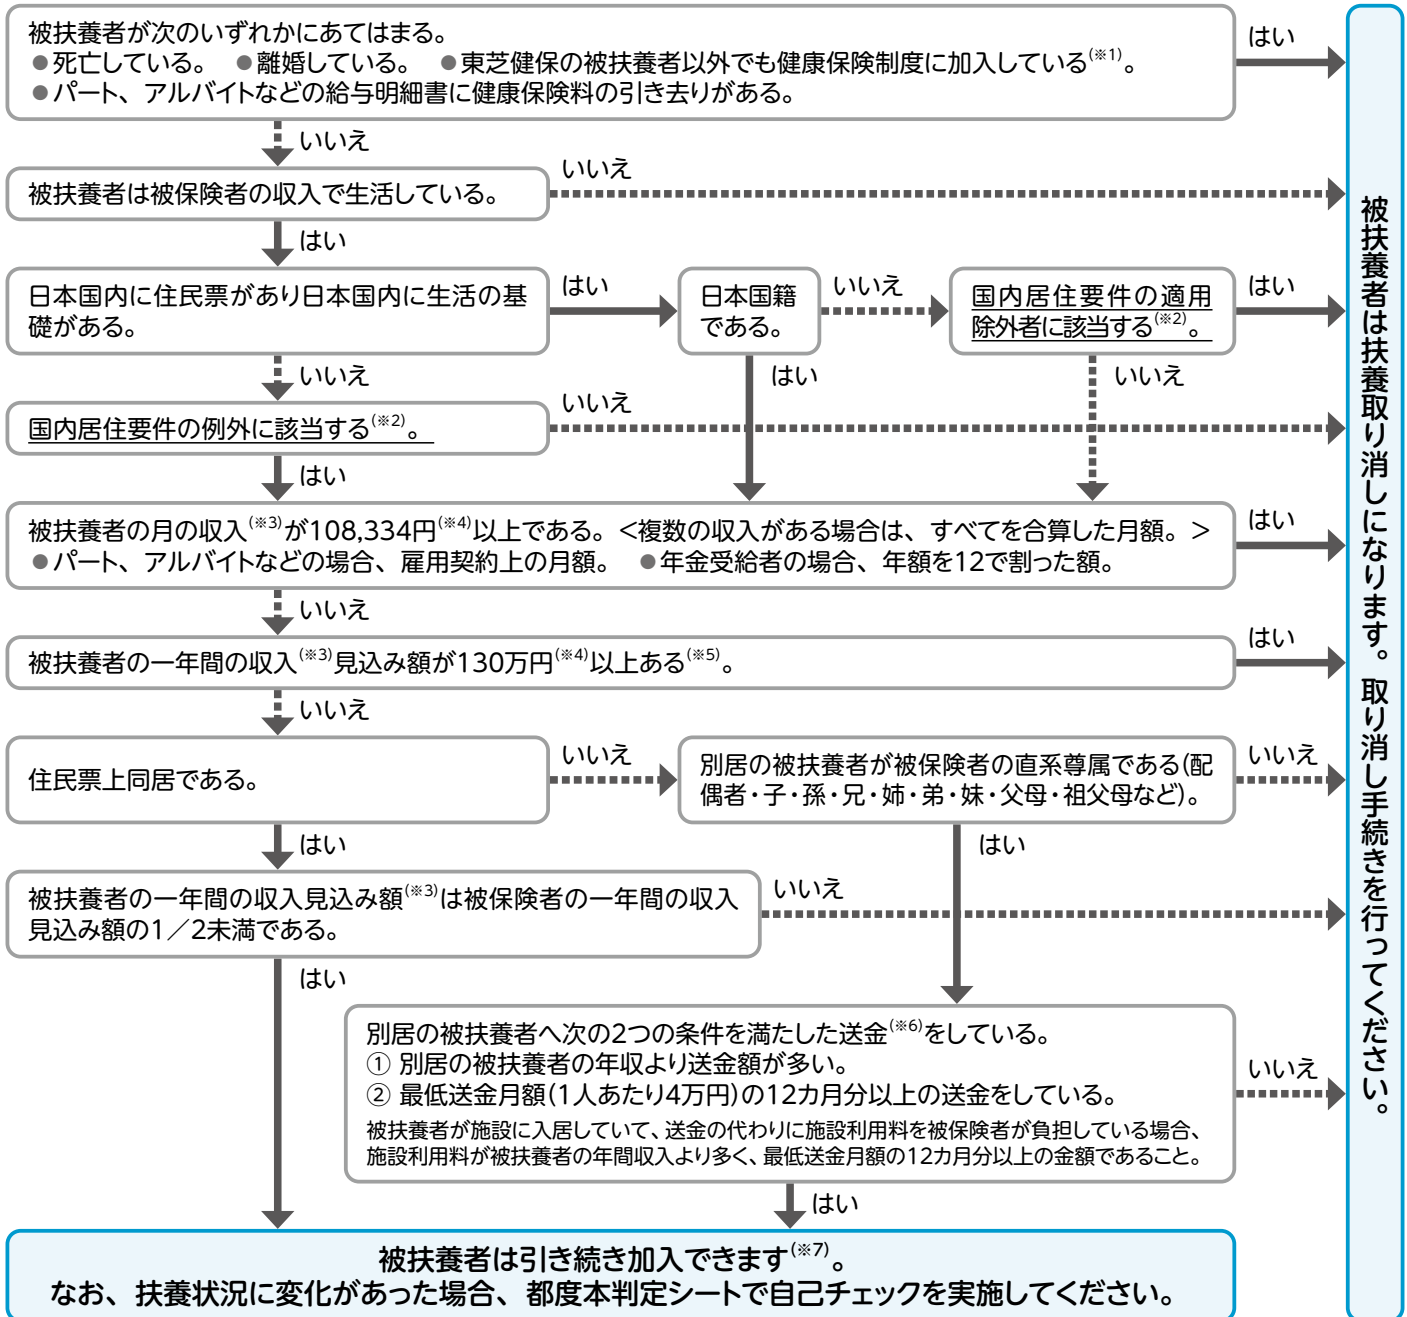 被扶養者が次のいずれかにあてはまる。
●死亡している。 ●離婚している。 ●東芝健保の被扶養者以外でも健康保険制度に加入している(※1)。
●パート、アルバイトなどの給与明細書に健康保険料の引き去りがある。
はい
いいえ
被扶養者は被保険者の収入で生活している。
いいえ
はい
日本国内に住民票があり日本国内に生活の基
礎がある。
はい
日本国籍
である。
いいえ
国内居住要件の適用
除外者に該当する(※2)。
はい
いいえ
はい
いいえ
国内居住要件の例外に該当する(※2)。
いいえ
はい
被扶養者の月の収入(※3)が108,334円(※4)以上である。<複数の収入がある場合は、すべてを合算した月額。>
●パート、アルバイトなどの場合、雇用契約上の月額。 ●年金受給者の場合、年額を12で割った額。
はい
いいえ
被扶養者の一年間の収入(※3)見込み額が130万円(※4)以上ある(※5)。
はい
いいえ
住民票上同居である。
いいえ
別居の被扶養者が被保険者の直系尊属である(配
偶者・子・孫・兄・姉・弟・妹・父母・祖父母など)。
いいえ
はい
はい
被扶養者の一年間の収入見込み額(※3)は被保険者の一年間の収入
見込み額の1/2未満である。
いいえ
はい
別居の被扶養者へ次の2つの条件を満たした送金(※6)をしている。
① 別居の被扶養者の年収より送金額が多い。
② 最低送金月額(1人あたり4万円)の12カ月分以上の送金をしている。
被扶養者が施設に入居していて、送金の代わりに施設利用料を被保険者が負担している場合、
施設利用料が被扶養者の年間収入より多く、最低送金月額の12カ月分以上の金額であること。
いいえ
はい
被扶養者は引き続き加入できます(※7)。
なお、扶養状況に変化があった場合、都度本判定シートで自己チェックを実施してください。
被扶養者は扶養取り消しになります。取り消し手続きを行ってください。